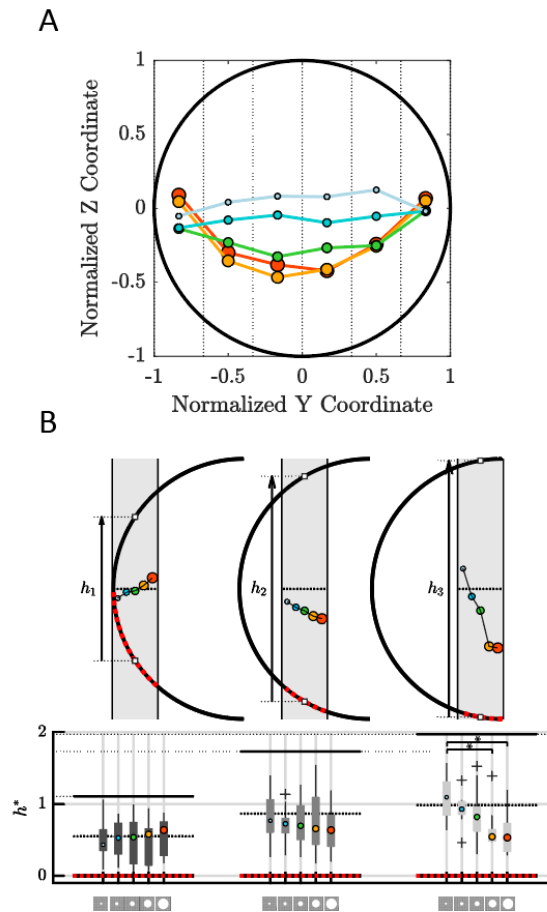 A
1
0.5
0
-0.5
-1
Normalized Z Coordinate
-1 -0.5 0 0.5 1
Normalized Y Coordinate
B
h₁
h₂
h₃
2
1
0
h*
*
*